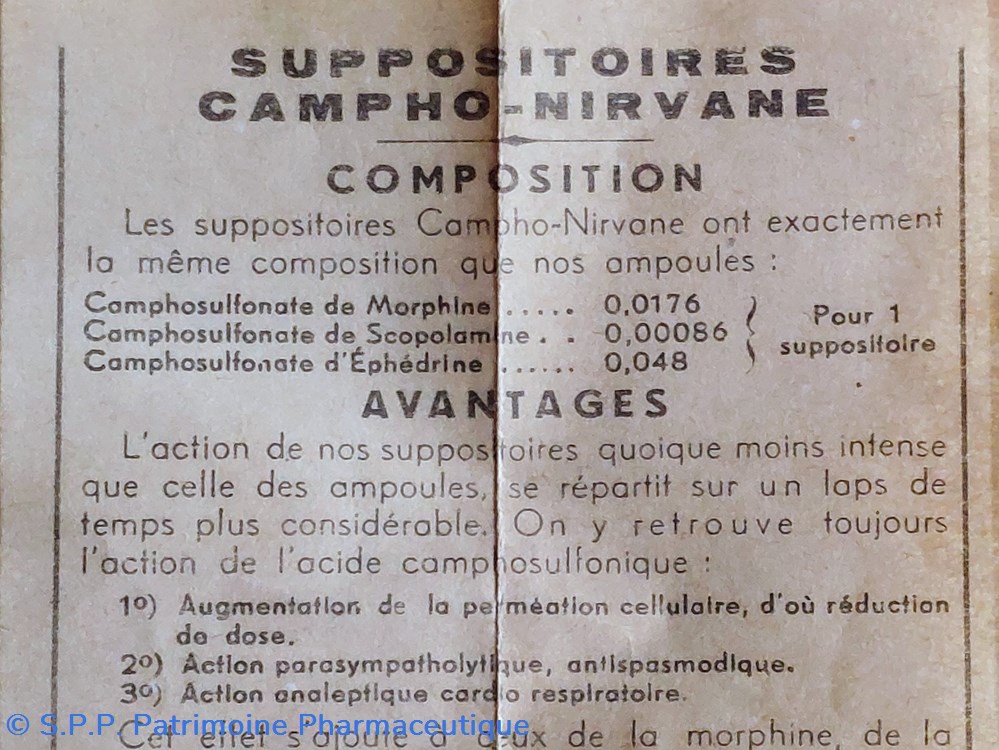 SUPPOSITOIRES
CAMPHO-NIRVANE
COMPOSITION
Les suppositoires Campho-Nirvane ont exactement
la même composition que nos ampoules :
Camphosulfonate de Morphine ..... 0,0176
Camphosulfonate de Scopolamine . . 0,00086
Camphosulfonate d'Éphédrine ...... 0,048
Pour 1
suppositoire
AVANTAGES
L'action de nos suppositoires quoique moins intense
que celle des ampoules, se répartit sur un laps de
temps plus considérable. On y retrouve toujours
l'action de l'acide camphosulfonique :
1º) Augmentation de la perméation cellulaire, d'où réduction
de dose.
2º) Action parasympatholytique, antispasmodique.
3º) Action analeptique cardio respiratoire.
Cet effet s'ajoute à ceux de la morphine, de la
© S.P.P. Patrimoine Pharmaceutique